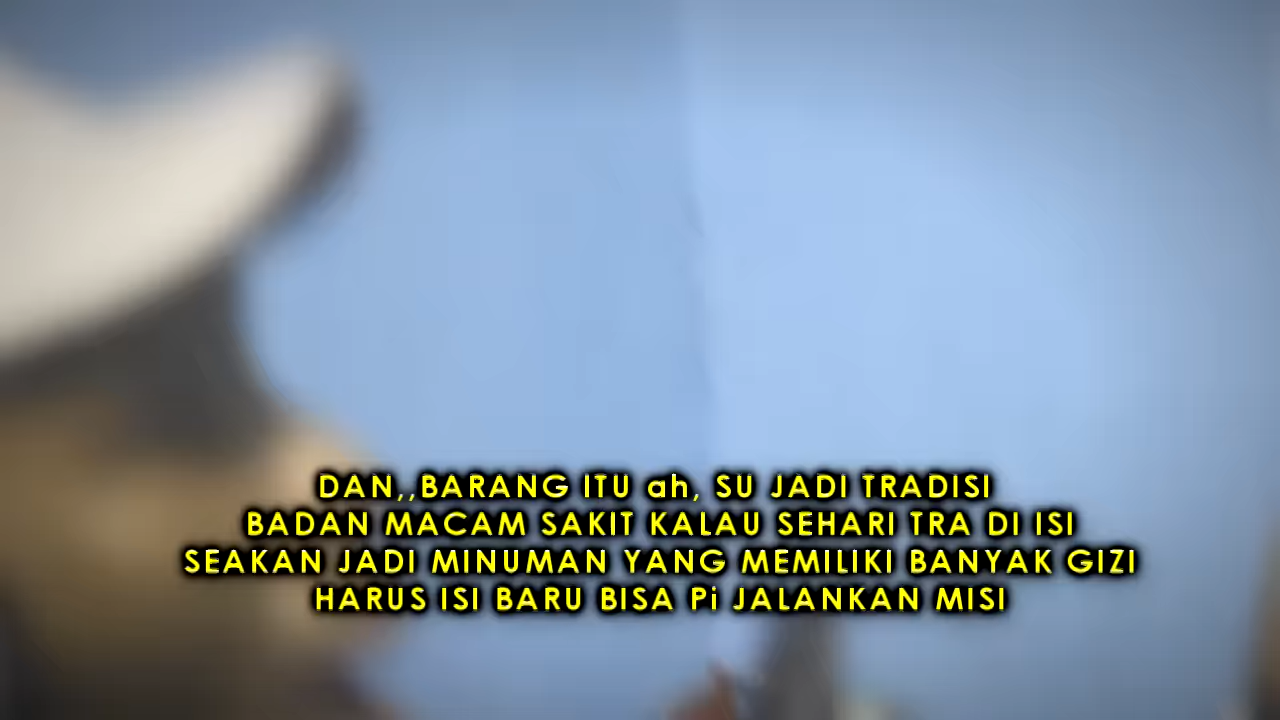 DAN,,BARANG ITU ah, SU JADI TRADISI
BADAN MACAM SAKIT KALAU SEHARI TRA DI ISI
SEAKAN JADI MINUMAN YANG MEMILIKI BANYAK GIZI
HARUS ISI BARU BISA Pi JALANKAN MISI